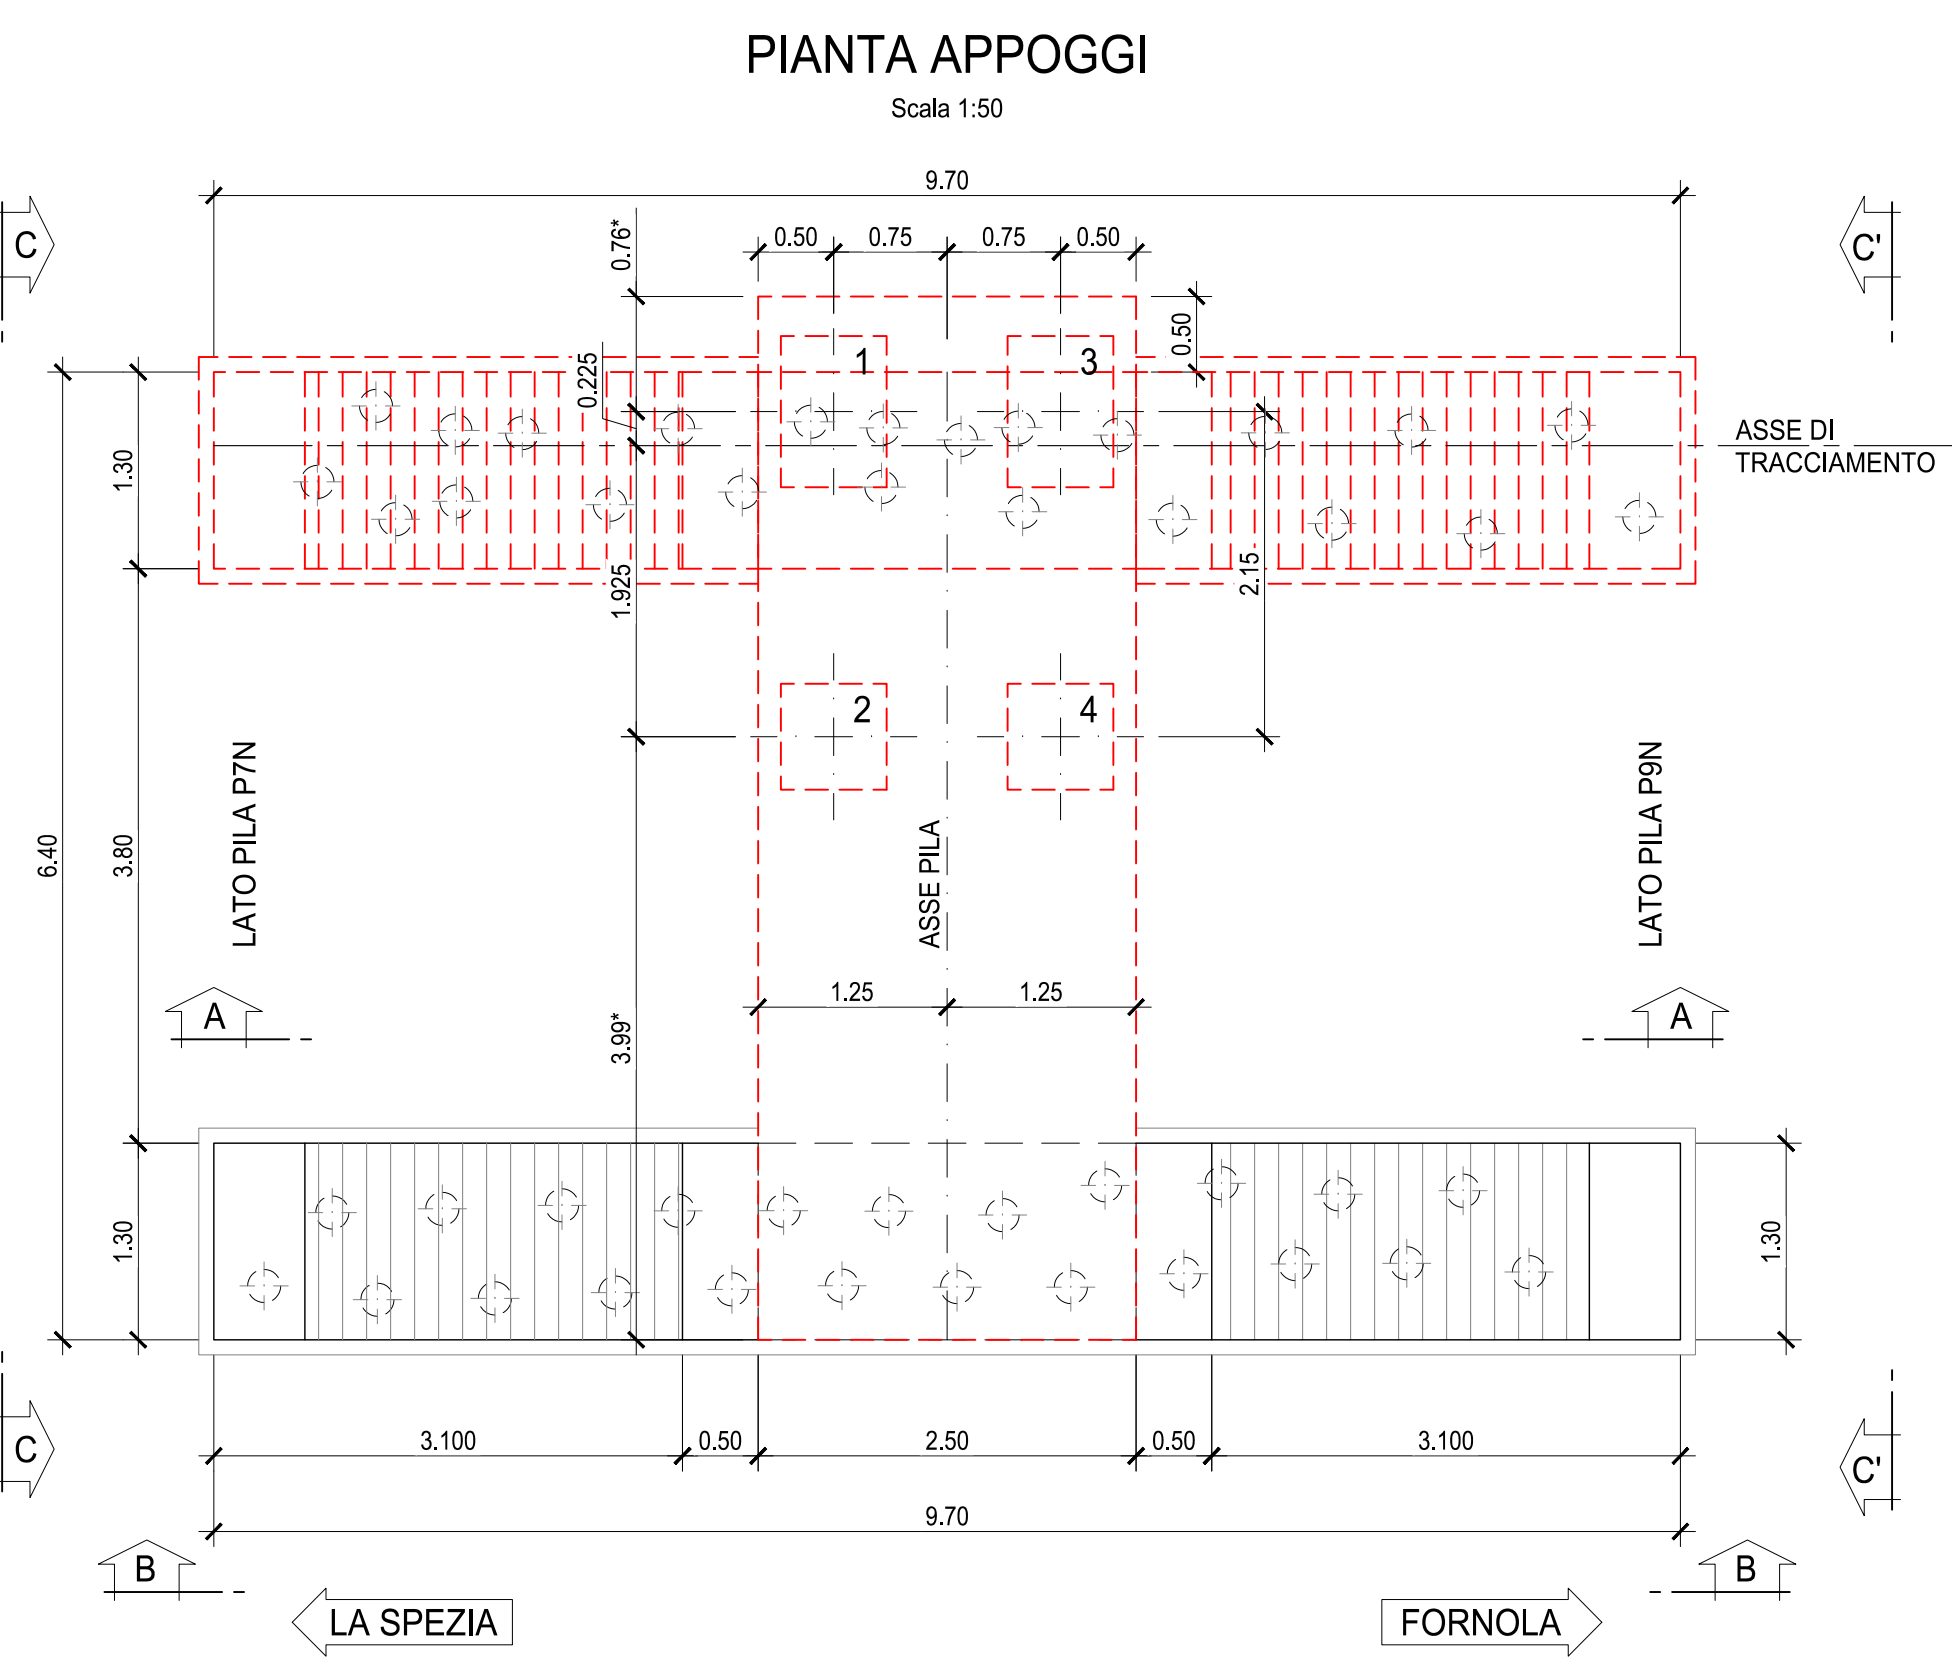 PIANTA APPOGGI
Scala 1:50
9.70
C
C'
0.76*
0.50
0.75
0.75
0.50
0.50
1
3
0.225
ASSE DI
TRACCIAMENTO
1.30
1.925
2.15
2
4
LATO PILA P7N
LATO PILA P9N
6.40
3.80
ASSE PILA
1.25
1.25
A
A
3.99*
1.30
1.30
C
C'
3.100
0.50
2.50
0.50
3.100
9.70
B
B
LA SPEZIA
FORNOLA